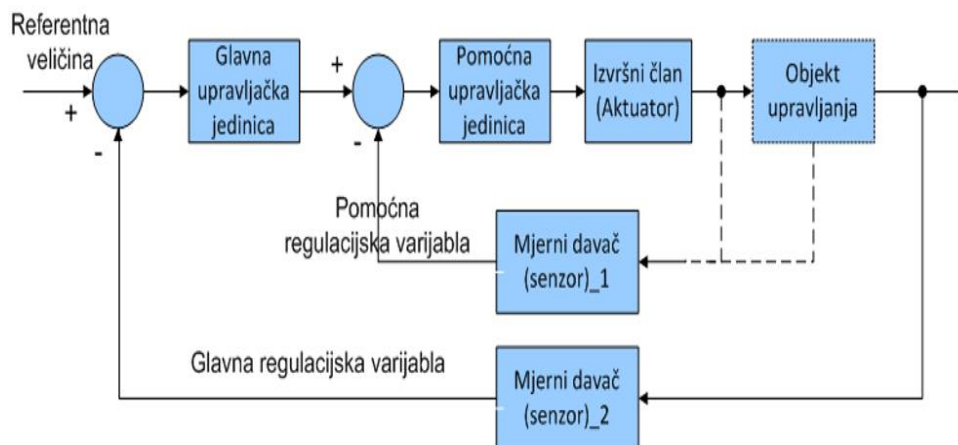 Referentna
veličina
+
-
Glavna
upravljačka
jedinica
+
-
Pomoćna
upravljačka
jedinica
Izvršni član
(Aktuator)
Objekt
upravljanja
Pomoćna
regulacijska varijabla
Mjerni davač
(senzor)_1
Glavna regulacijska varijabla
Mjerni davač
(senzor)_2